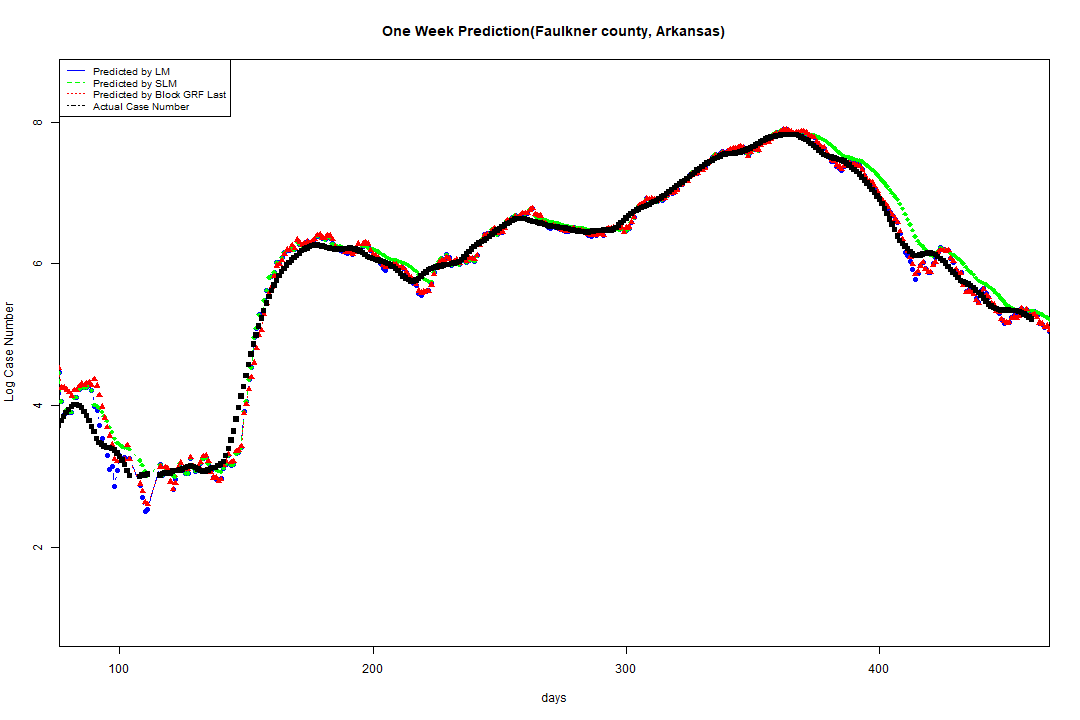 One Week Prediction(Faulkner county, Arkansas)
Predicted by LM
Predicted by SLM
Predicted by Block GRF Last
Actual Case Number
8
6
4
2
Log Case Number
100
200
300
400
days